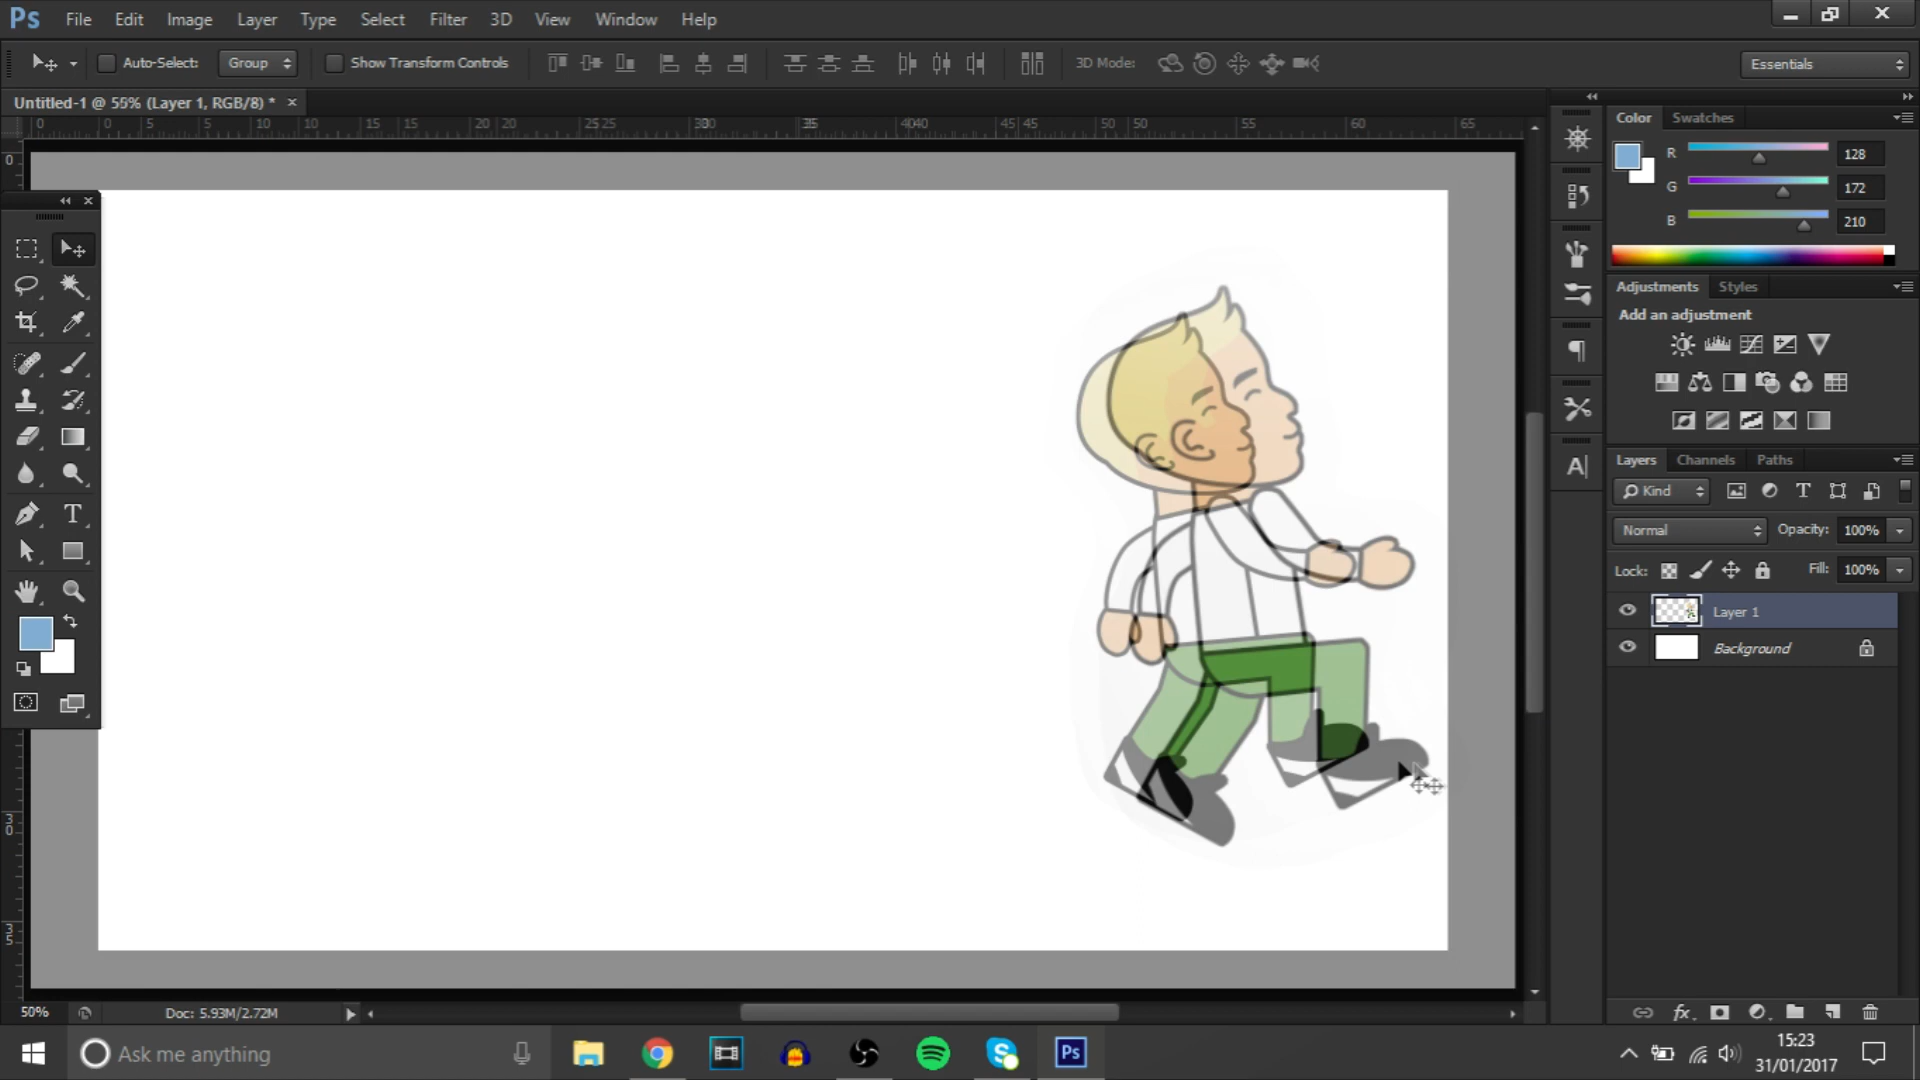 Ps File Edit Image Layer Type Select Filter 3D View Window Help
Auto-Select: Group Show Transform Controls 3D Mode: Essentials
Untitled-1 @ 55% (Layer 1, RGB/8) * ×
Color Swatches
R 128
G 172
B 210
Adjustments Styles
Add an adjustment
Layers Channels Paths
Kind
Normal Opacity: 100%
Lock: Fill: 100%
Layer 1
Background
50% Doc: 5.93M/2.72M
Ask me anything
Ps
15:23
31/01/2017